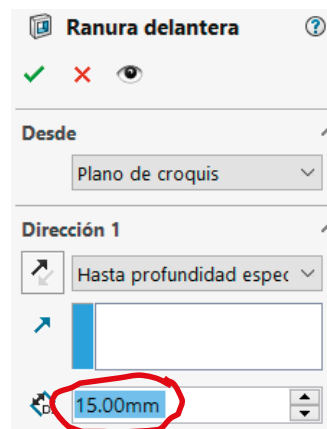 Ranura delantera
Desde
Plano de croquis
Dirección 1
Hasta profundidad espec
15.00mm